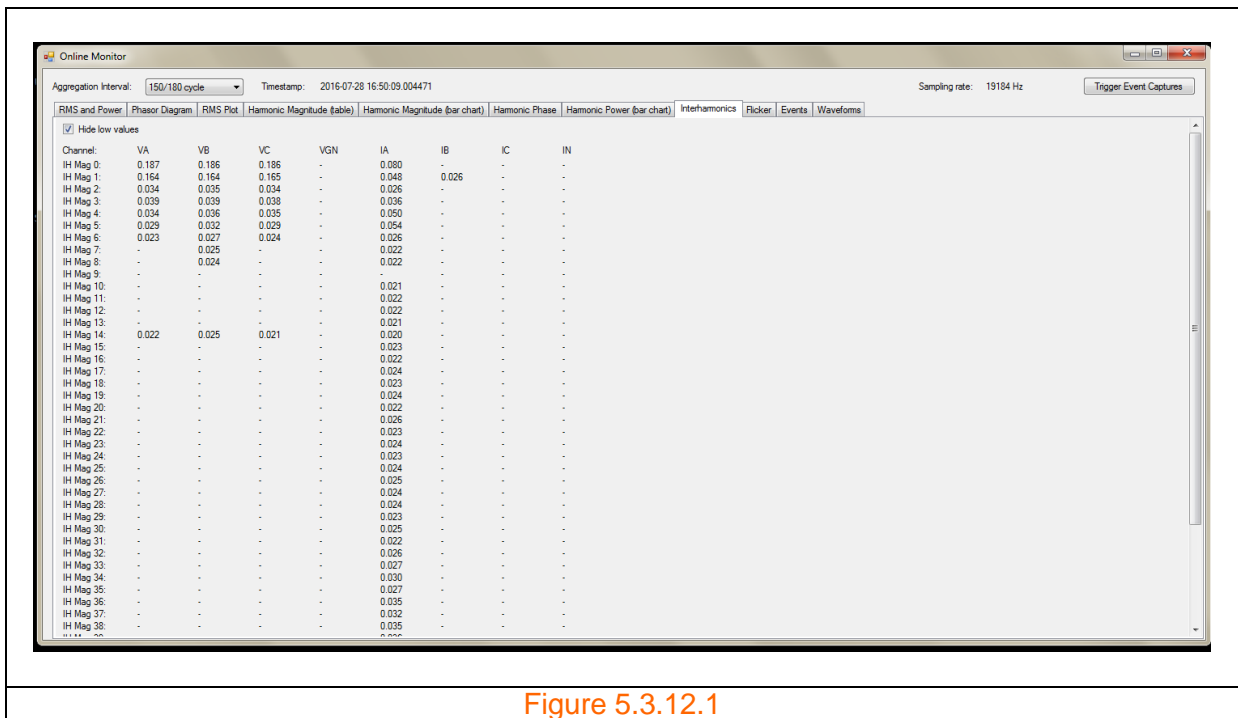 Online Monitor
Aggregation Interval: 150/180 cycle Timestamp: 2016-07-28 16:50:09.004471 Sampling rate: 19184 Hz Trigger Event Captures
RMS and Power Phasor Diagram RMS Plot Harmonic Magnitude (table) Harmonic Magnitude (bar chart) Harmonic Phase Harmonic Power (bar chart) Interharmonics Flicker Events Waveforms
Hide low values
Channel: VA VB VC VGN IA IB IC IN
IH Mag 0: 0.187 0.186 0.186 - 0.080 - - -
IH Mag 1: 0.164 0.164 0.165 - 0.048 0.026 - -
IH Mag 2: 0.034 0.035 0.034 - 0.026 - - -
IH Mag 3: 0.039 0.039 0.038 - 0.036 - - -
IH Mag 4: 0.034 0.036 0.035 - 0.050 - - -
IH Mag 5: 0.029 0.032 0.029 - 0.054 - - -
IH Mag 6: 0.023 0.027 0.024 - 0.026 - - -
IH Mag 7: - 0.025 - - 0.022 - - -
IH Mag 8: - 0.024 - - 0.022 - - -
IH Mag 9: - - - - - - - -
IH Mag 10: - - - - 0.021 - - -
IH Mag 11: - - - - 0.022 - - -
IH Mag 12: - - - - 0.022 - - -
IH Mag 13: - - - - 0.021 - - -
IH Mag 14: 0.022 0.025 0.021 - 0.020 - - -
IH Mag 15: - - - - 0.023 - - -
IH Mag 16: - - - - 0.022 - - -
IH Mag 17: - - - - 0.024 - - -
IH Mag 18: - - - - 0.023 - - -
IH Mag 19: - - - - 0.024 - - -
IH Mag 20: - - - - 0.022 - - -
IH Mag 21: - - - - 0.026 - - -
IH Mag 22: - - - - 0.023 - - -
IH Mag 23: - - - - 0.024 - - -
IH Mag 24: - - - - 0.023 - - -
IH Mag 25: - - - - 0.024 - - -
IH Mag 26: - - - - 0.025 - - -
IH Mag 27: - - - - 0.024 - - -
IH Mag 28: - - - - 0.024 - - -
IH Mag 29: - - - - 0.023 - - -
IH Mag 30: - - - - 0.025 - - -
IH Mag 31: - - - - 0.022 - - -
IH Mag 32: - - - - 0.026 - - -
IH Mag 33: - - - - 0.027 - - -
IH Mag 34: - - - - 0.030 - - -
IH Mag 35: - - - - 0.027 - - -
IH Mag 36: - - - - 0.035 - - -
IH Mag 37: - - - - 0.032 - - -
IH Mag 38: - - - - 0.035 - - -
Figure 5.3.12.1